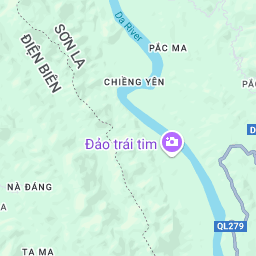 Da River
SƠN LA
ĐIỆN BIÊN
PẮC MA
CHIỀNG YÊN
Đảo trái tim
NÀ ĐÁNG
QL279
TA MA